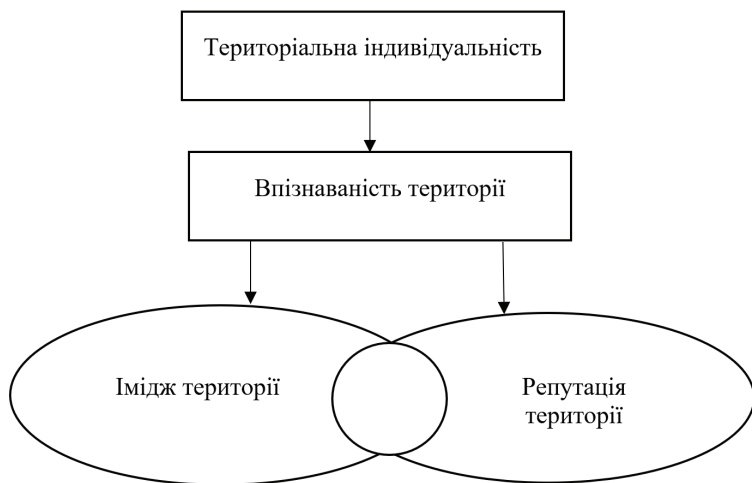 Територіальна індивідуальність
Впізнаваність території
Імідж території
Репутація
території